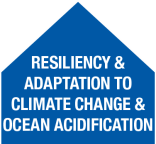 RESILIENCY &
ADAPTATION TO
CLIMATE CHANGE &
OCEAN ACIDIFICATION